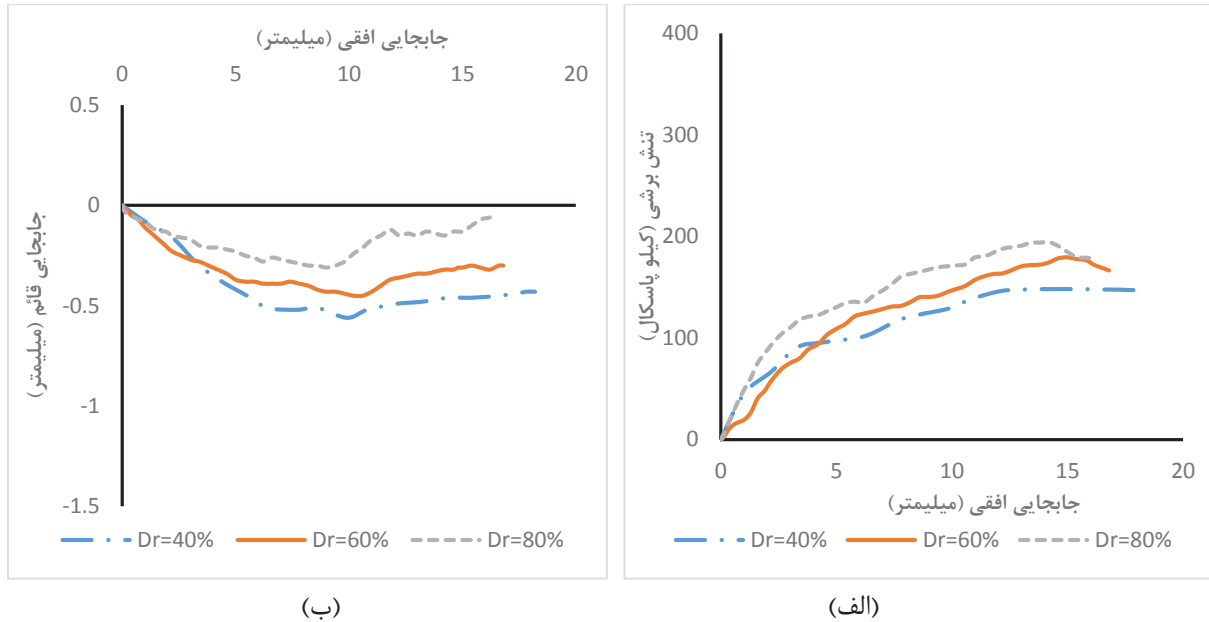 جابجایی افقی (میلیمتر)
0 5 10 15 20
0.5
0
-0.5
-1
-1.5
جابجایی قائم (میلیمتر)
Dr=40% Dr=60% Dr=80%
(ب)
400
300
200
100
0
تنش برشی (کیلو پاسکال)
0 5 10 15 20
جابجایی افقی (میلیمتر)
Dr=40% Dr=60% Dr=80%
(الف)